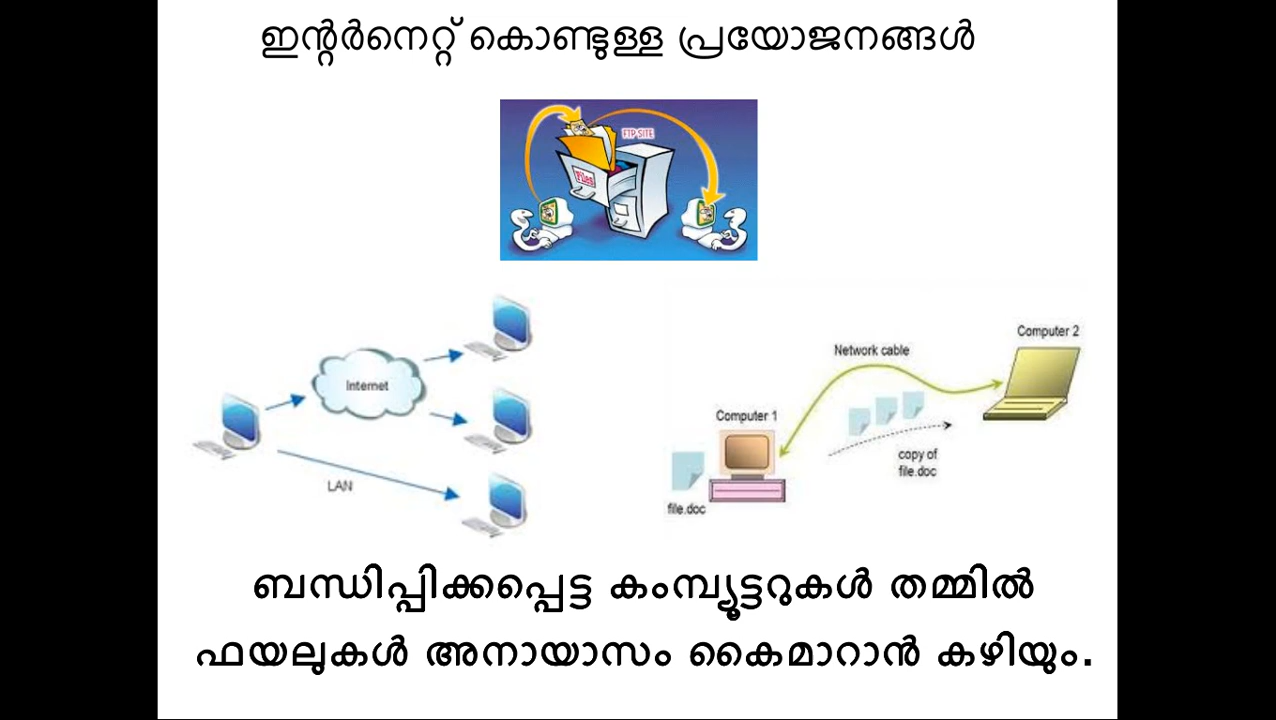 ഇന്റർനെറ്റ് കൊണ്ടുള്ള പ്രയോജനങ്ങൾ
FTP SITE
Files
Internet
LAN
Computer 2
Network cable
Computer 1
copy of
file.doc
file.doc
ബന്ധിപ്പിക്കപ്പെട്ട കംമ്പ്യൂട്ടറുകൾ തമ്മിൽ
ഫയലുകൾ അനായാസം കൈമാറാൻ കഴിയും.